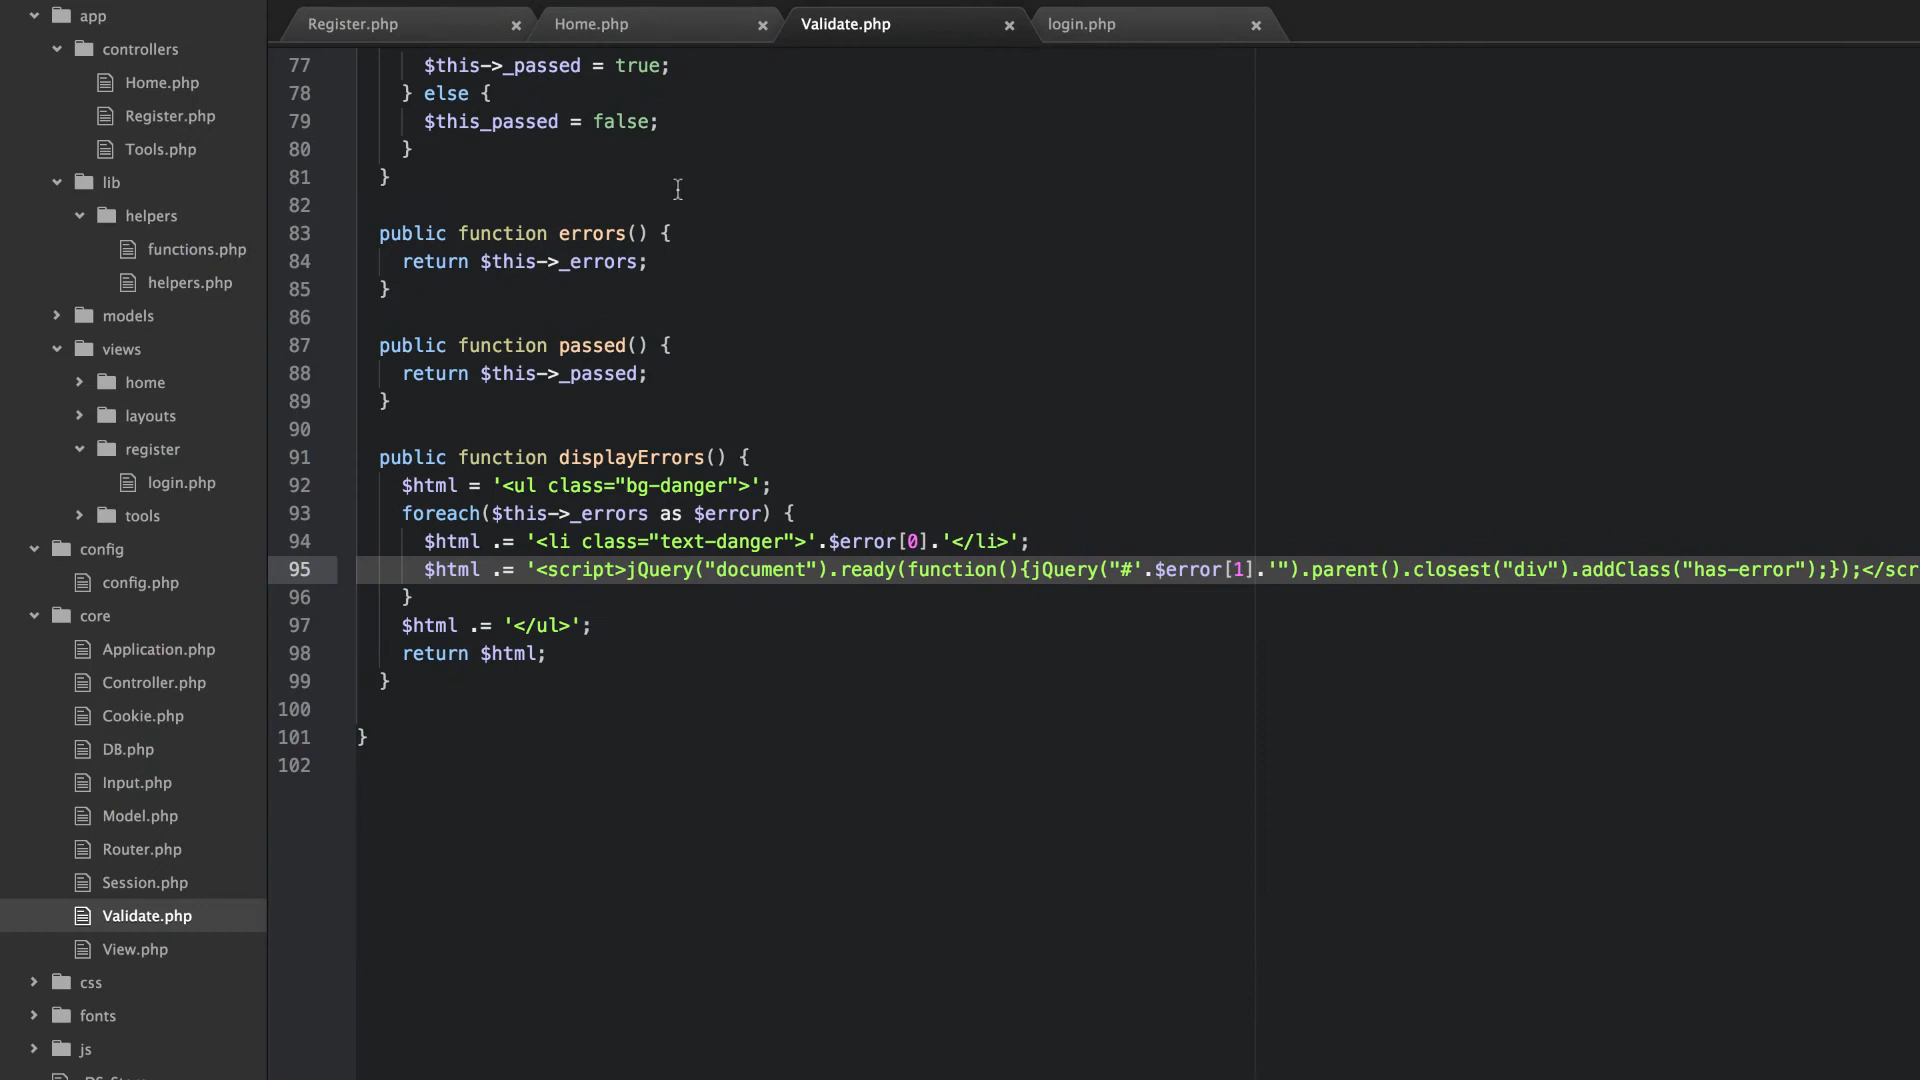 app
controllers
Home.php
Register.php
Tools.php
lib
helpers
functions.php
helpers.php
models
views
home
layouts
register
login.php
tools
config
config.php
core
Application.php
Controller.php
Cookie.php
DB.php
Input.php
Model.php
Router.php
Session.php
Validate.php
View.php
css
fonts
js
Register.php × Home.php × Validate.php × login.php ×
77 $this->_passed = true;
78 } else {
79 $this_passed = false;
80 }
81 }
82
83 public function errors() {
84 return $this->_errors;
85 }
86
87 public function passed() {
88 return $this->_passed;
89 }
90
91 public function displayErrors() {
92 $html = '<ul class="bg-danger">';
93 foreach($this->_errors as $error) {
94 $html .= '<li class="text-danger">'.$error[0].'</li>';
95 $html .= '<script>jQuery("document").ready(function(){jQuery("#'.$error[1].'").parent().closest("div").addClass("has-error");});</scr
96 }
97 $html .= '</ul>';
98 return $html;
99 }
100
101 }
102